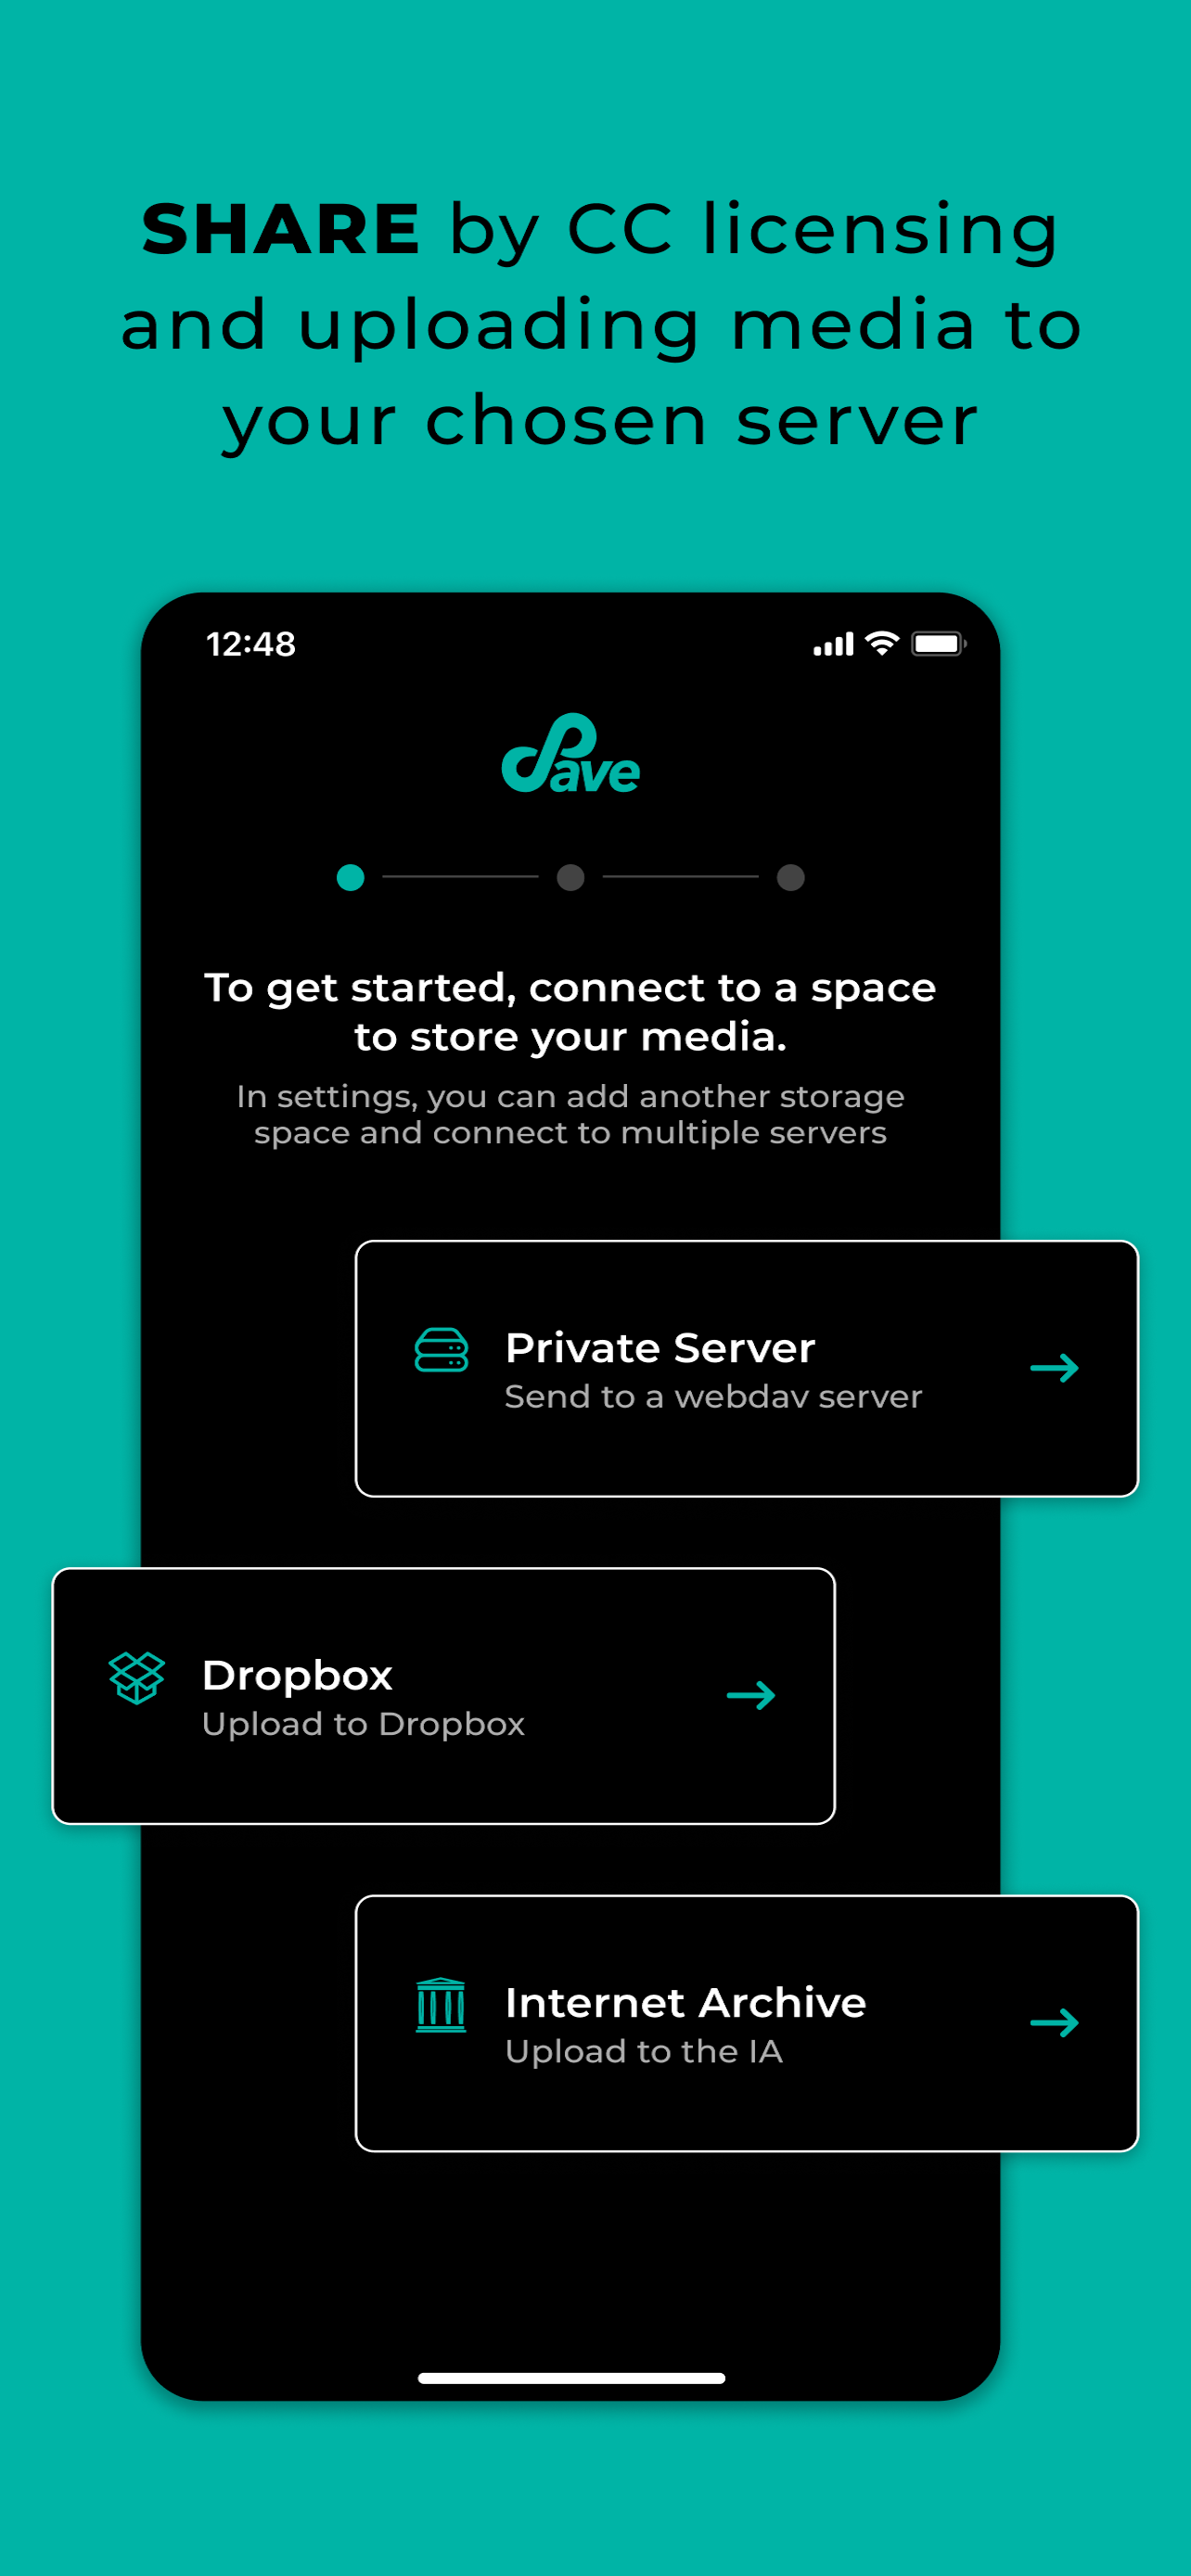 SHARE by CC licensing
and uploading media to
your chosen server
12:48
Save
To get started, connect to a space
to store your media.
In settings, you can add another storage
space and connect to multiple servers
Private Server
Send to a webdav server
Dropbox
Upload to Dropbox
Internet Archive
Upload to the IA